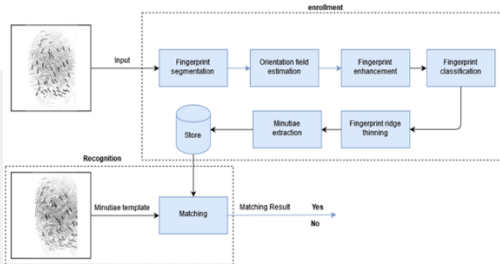 enrollment
Input
Fingerprint
segmentation
Orientation field
estimation
Fingerprint
enhancement
Fingerprint
classification
Store
Minutiae
extraction
Fingerprint ridge
thinning
Recognition
Minutiae template
Matching
Matching Result
Yes
No